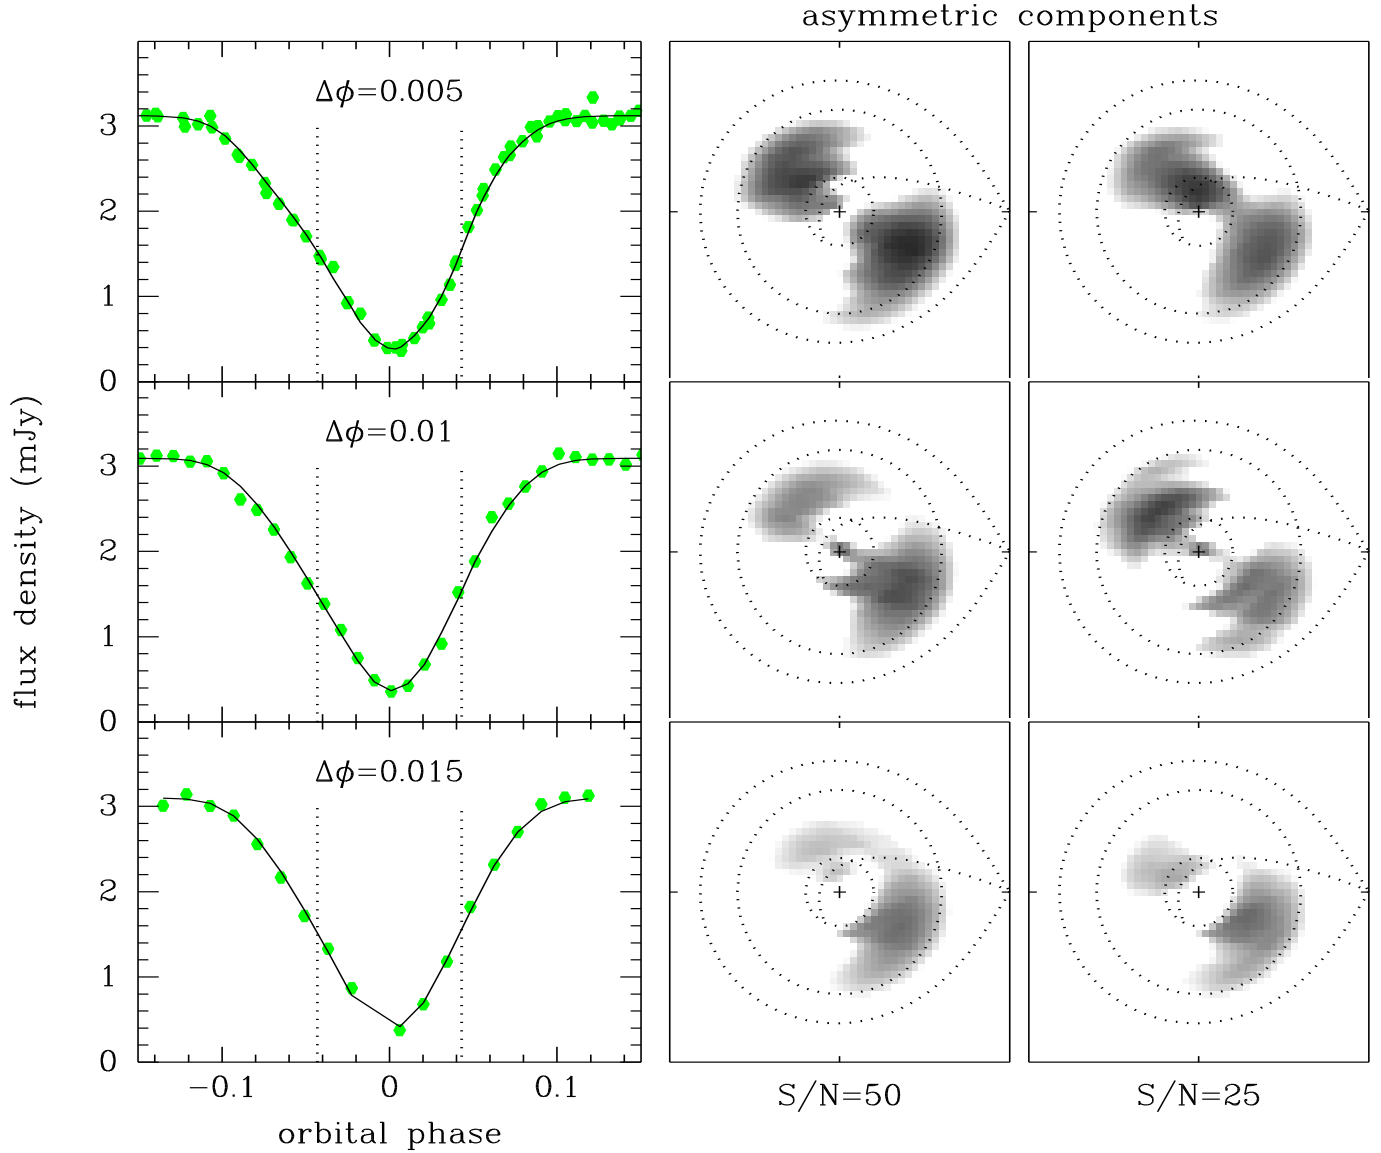 asymmetric components
Δϕ=0.005
3
2
1
0
Δϕ=0.01
3
2
1
0
flux density (mJy)
Δϕ=0.015
3
2
1
0
−0.1 0 0.1
orbital phase
S/N=50 S/N=25